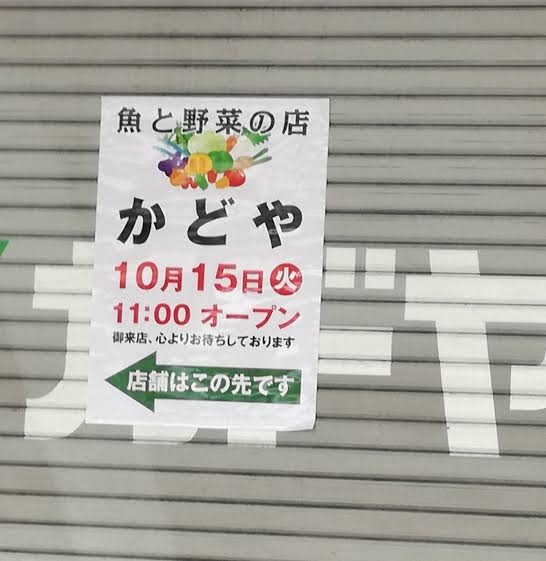 魚と野菜の店
かどや
10月15日火
11:00 オープン
御来店、心よりお待ちしております
店舗はこの先です